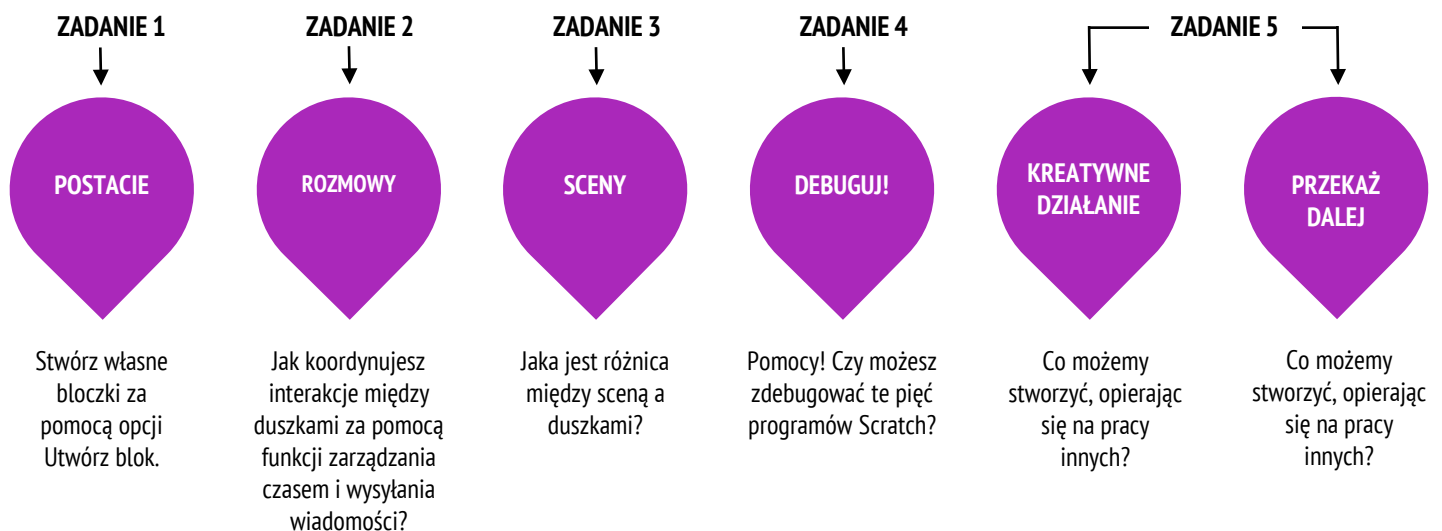 ZADANIE 1
POSTACIE
Stwórz własne
bloczki za
pomocą opcji
Utwórz blok.
ZADANIE 2
ROZMOWY
Jak koordynujesz
interakcje między
duszkami za pomocą
funkcji zarządzania
czasem i wysyłania
wiadomości?
ZADANIE 3
SCENY
Jaka jest różnica
między sceną a
duszkami?
ZADANIE 4
DEBUGUJ!
Pomocy! Czy możesz
zdebugować te pięć
programów Scratch?
ZADANIE 5
KREATYWNE
DZIAŁANIE
Co możemy
stworzyć, opierając
się na pracy
innych?
PRZEKAŻ
DALEJ
Co możemy
stworzyć, opierając
się na pracy
innych?